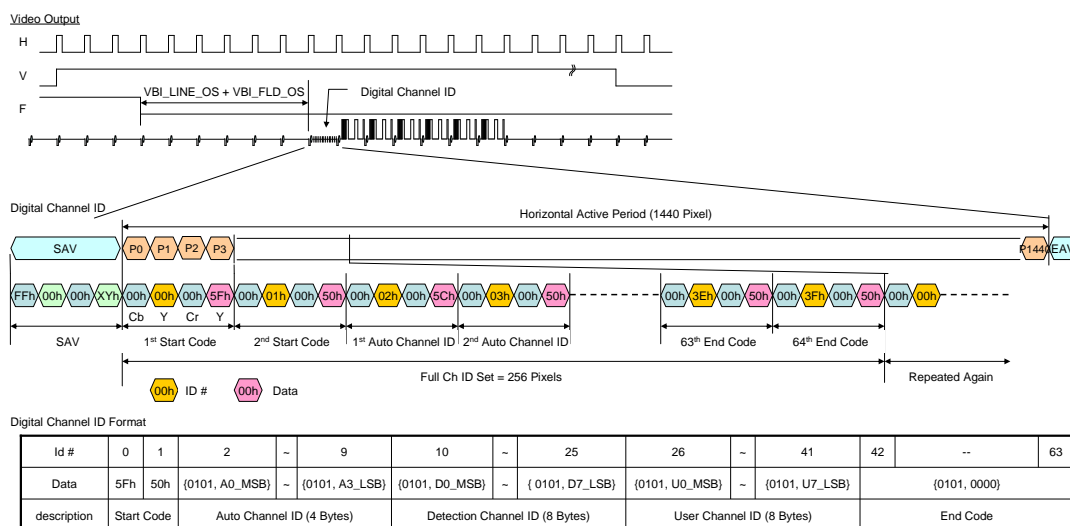 Video Output
H
V
VBI_LINE_OS + VBI_FLD_OS
Digital Channel ID
F
Digital Channel ID
Horizontal Active Period (1440 Pixel)
SAV P0 P1 P2 P3 P1440 EAV
FFh 00h 00h XYh 00h 00h 00h 5Fh 00h 01h 00h 50h 00h 02h 00h 5Ch 00h 03h 00h 50h 00h 3Eh 00h 50h 00h 3Fh 00h 50h 00h 00h
Cb Y Cr Y
SAV 1st Start Code 2nd Start Code 1st Auto Channel ID 2nd Auto Channel ID 63th End Code 64th End Code
Full Ch ID Set = 256 Pixels Repeated Again
00h ID # 00h Data
Digital Channel ID Format
Id # 0 1 2 ~ 9 10 ~ 25 26 ~ 41 42 -- 63
Data 5Fh 50h {0101, A0_MSB} ~ {0101, A3_LSB} {0101, D0_MSB} ~ { 0101, D7_LSB} {0101, U0_MSB} ~ {0101, U7_LSB} {0101, 0000}
description Start Code Auto Channel ID (4 Bytes) Detection Channel ID (8 Bytes) User Channel ID (8 Bytes) End Code